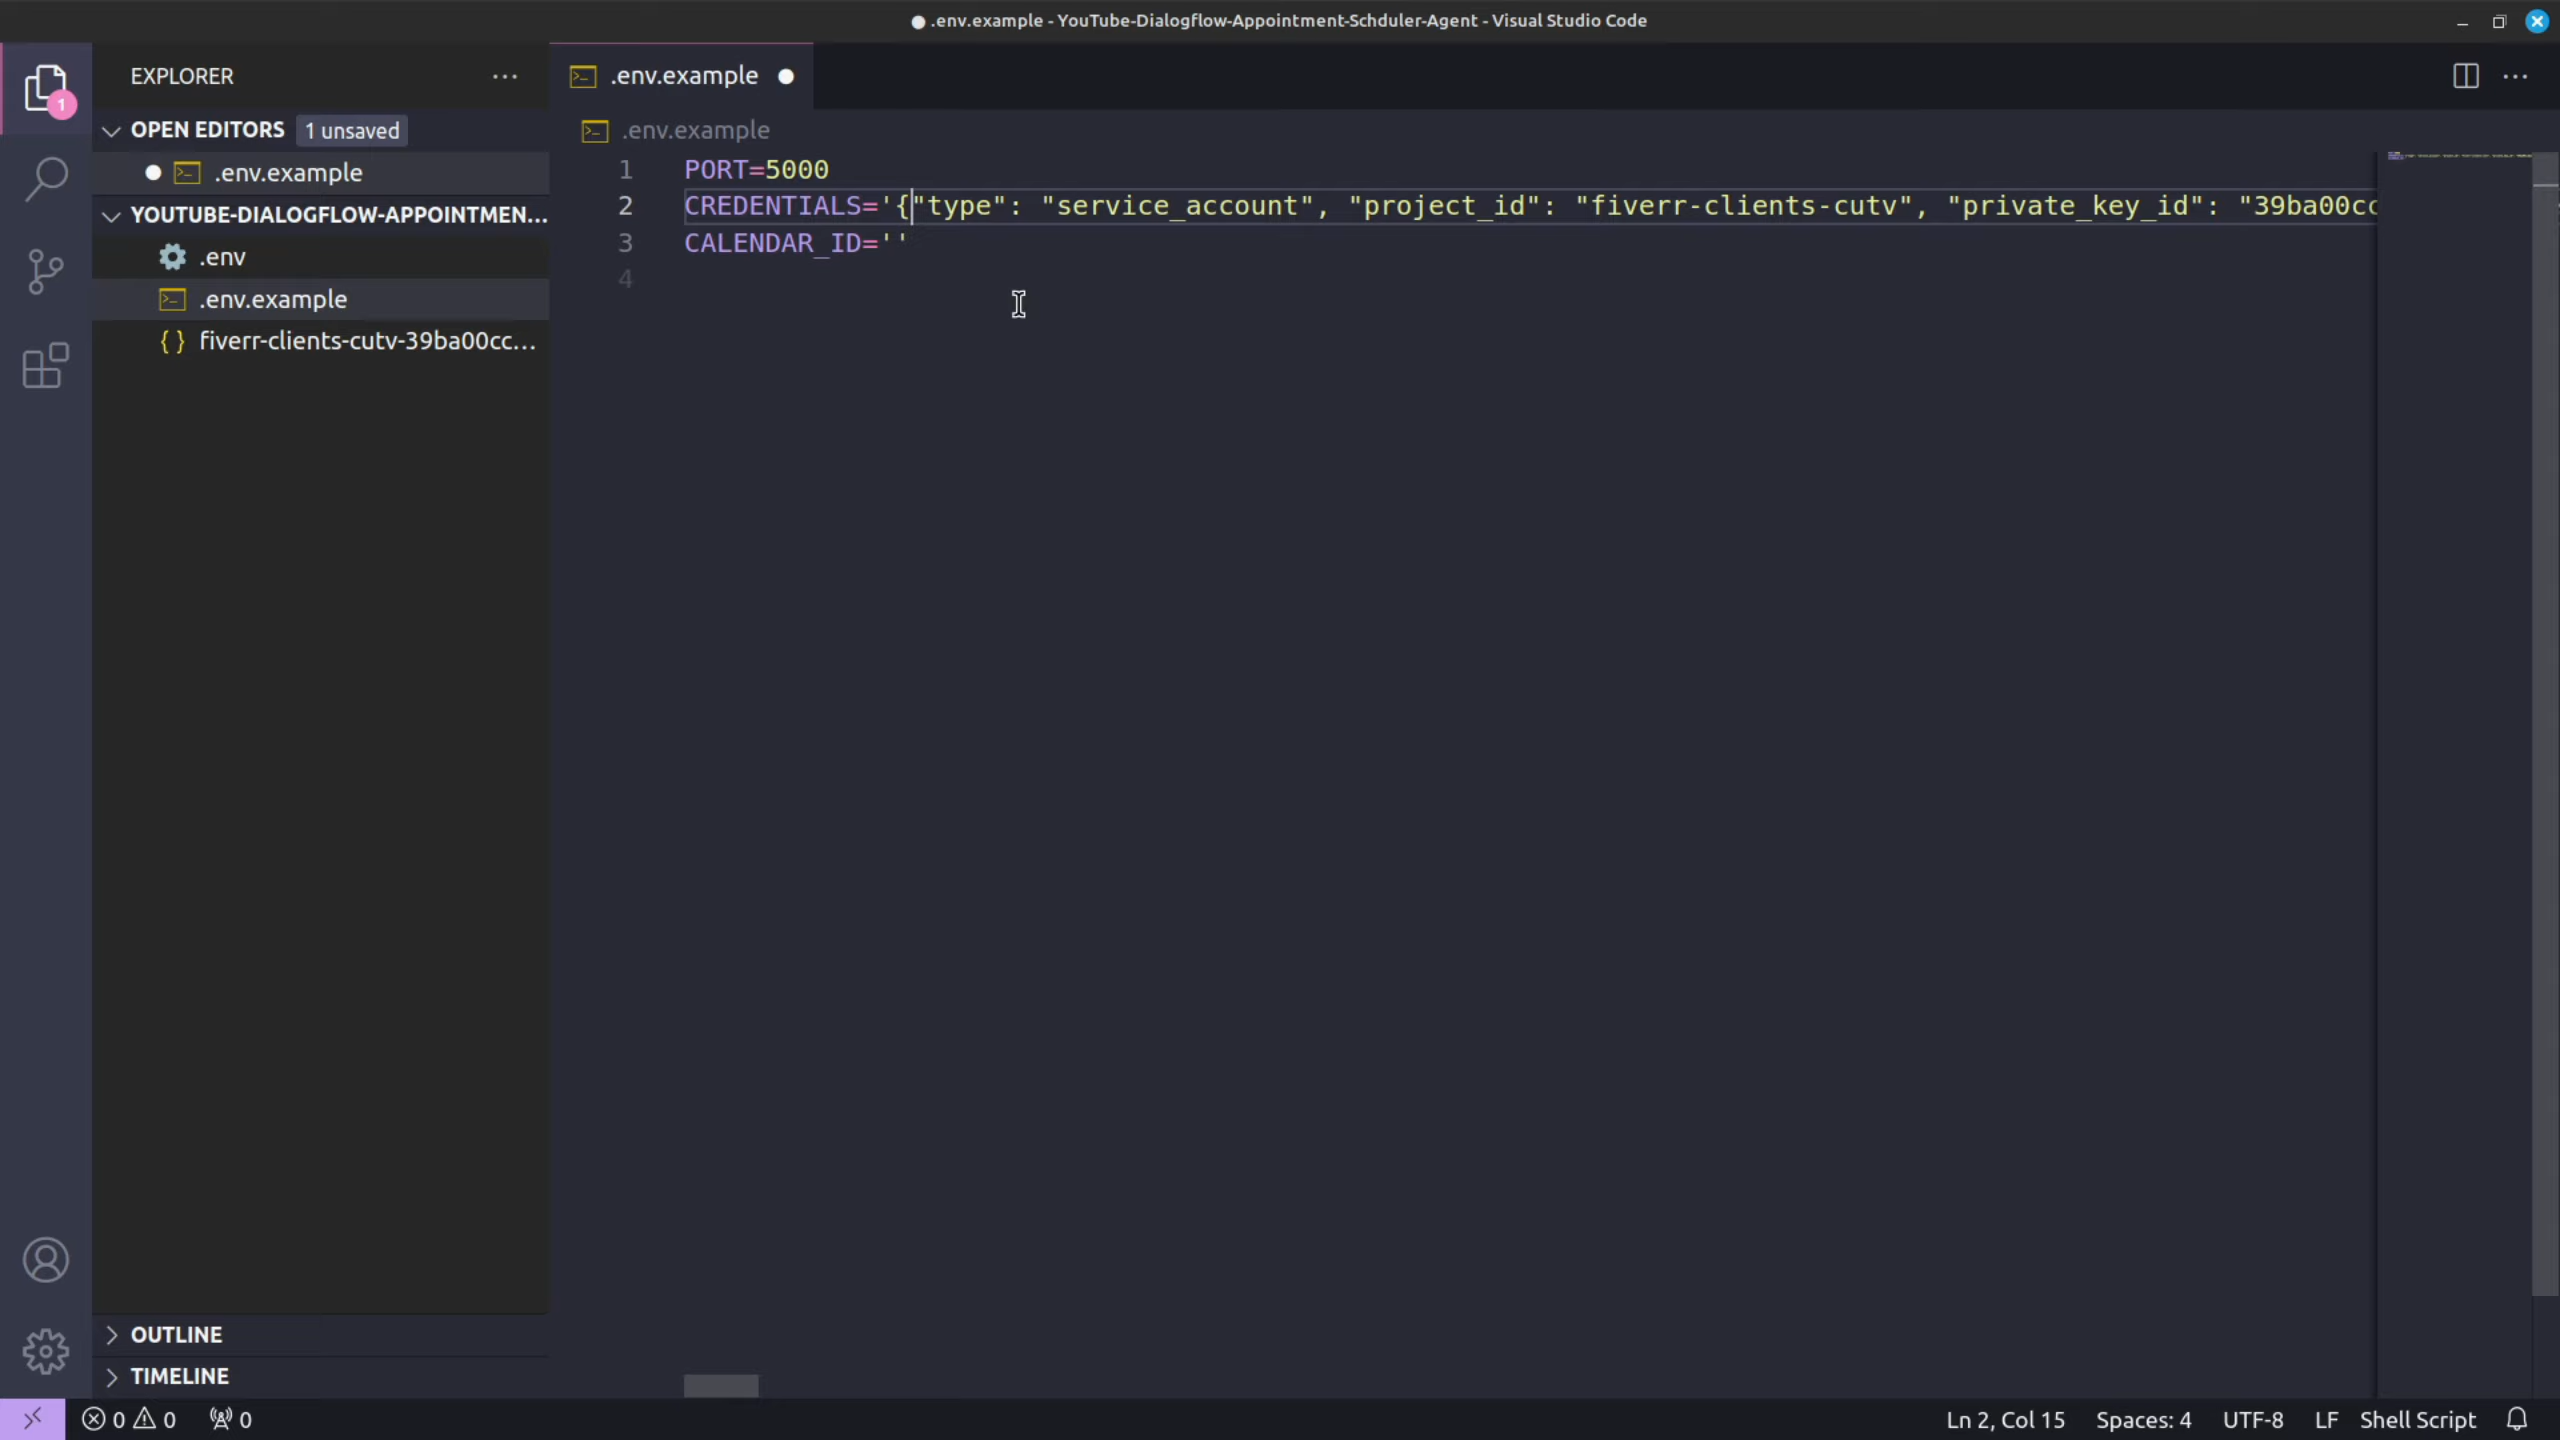 .env.example - YouTube-Dialogflow-Appointment-Schduler-Agent - Visual Studio Code
EXPLORER
.env.example
1
OPEN EDITORS 1 unsaved
.env.example
.env.example
YOUTUBE-DIALOGFLOW-APPOINTMEN...
.env
.env.example
fiverr-clients-cutv-39ba00cc...
1 PORT=5000
2 CREDENTIALS='{"type": "service_account", "project_id": "fiverr-clients-cutv", "private_key_id": "39ba00cc
3 CALENDAR_ID=''
4
OUTLINE
TIMELINE
0 0 0
Ln 2, Col 15 Spaces: 4 UTF-8 LF Shell Script